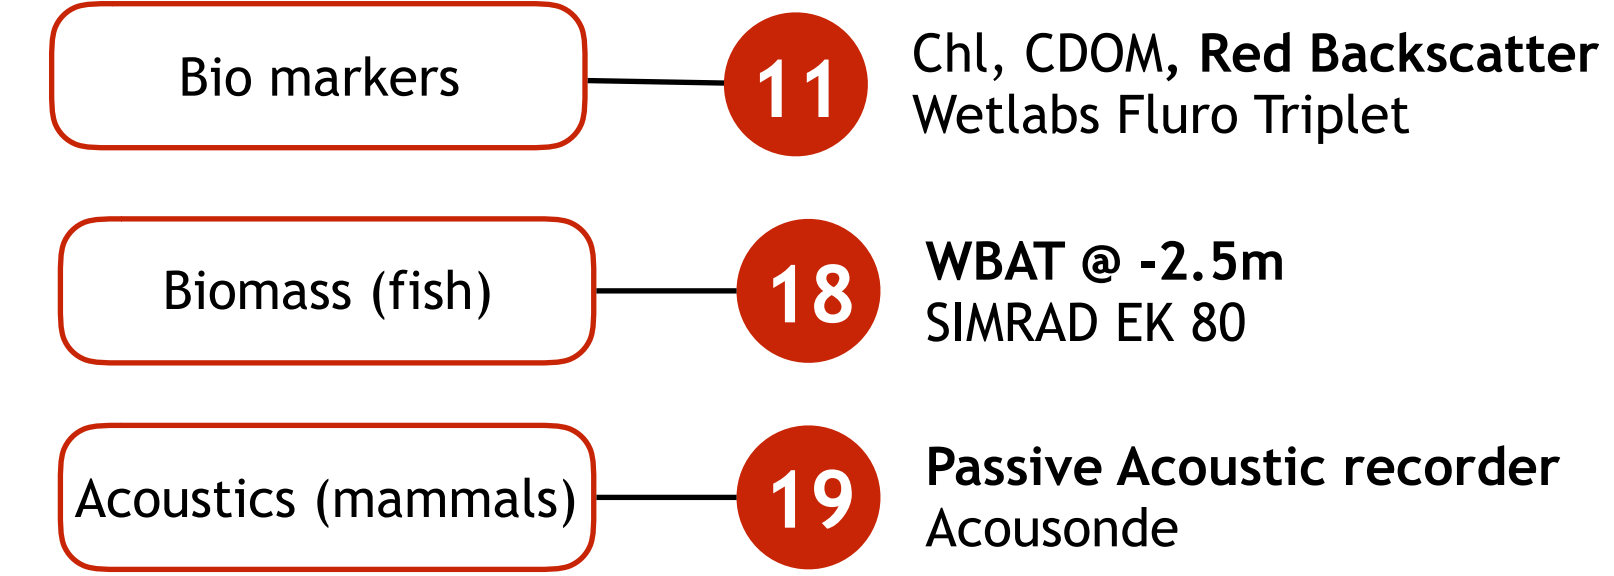 Bio markers
11
Chl, CDOM, Red Backscatter
Wetlabs Fluro Triplet
Biomass (fish)
18
WBAT @ -2.5m
SIMRAD EK 80
Acoustics (mammals)
19
Passive Acoustic recorder
Acousonde